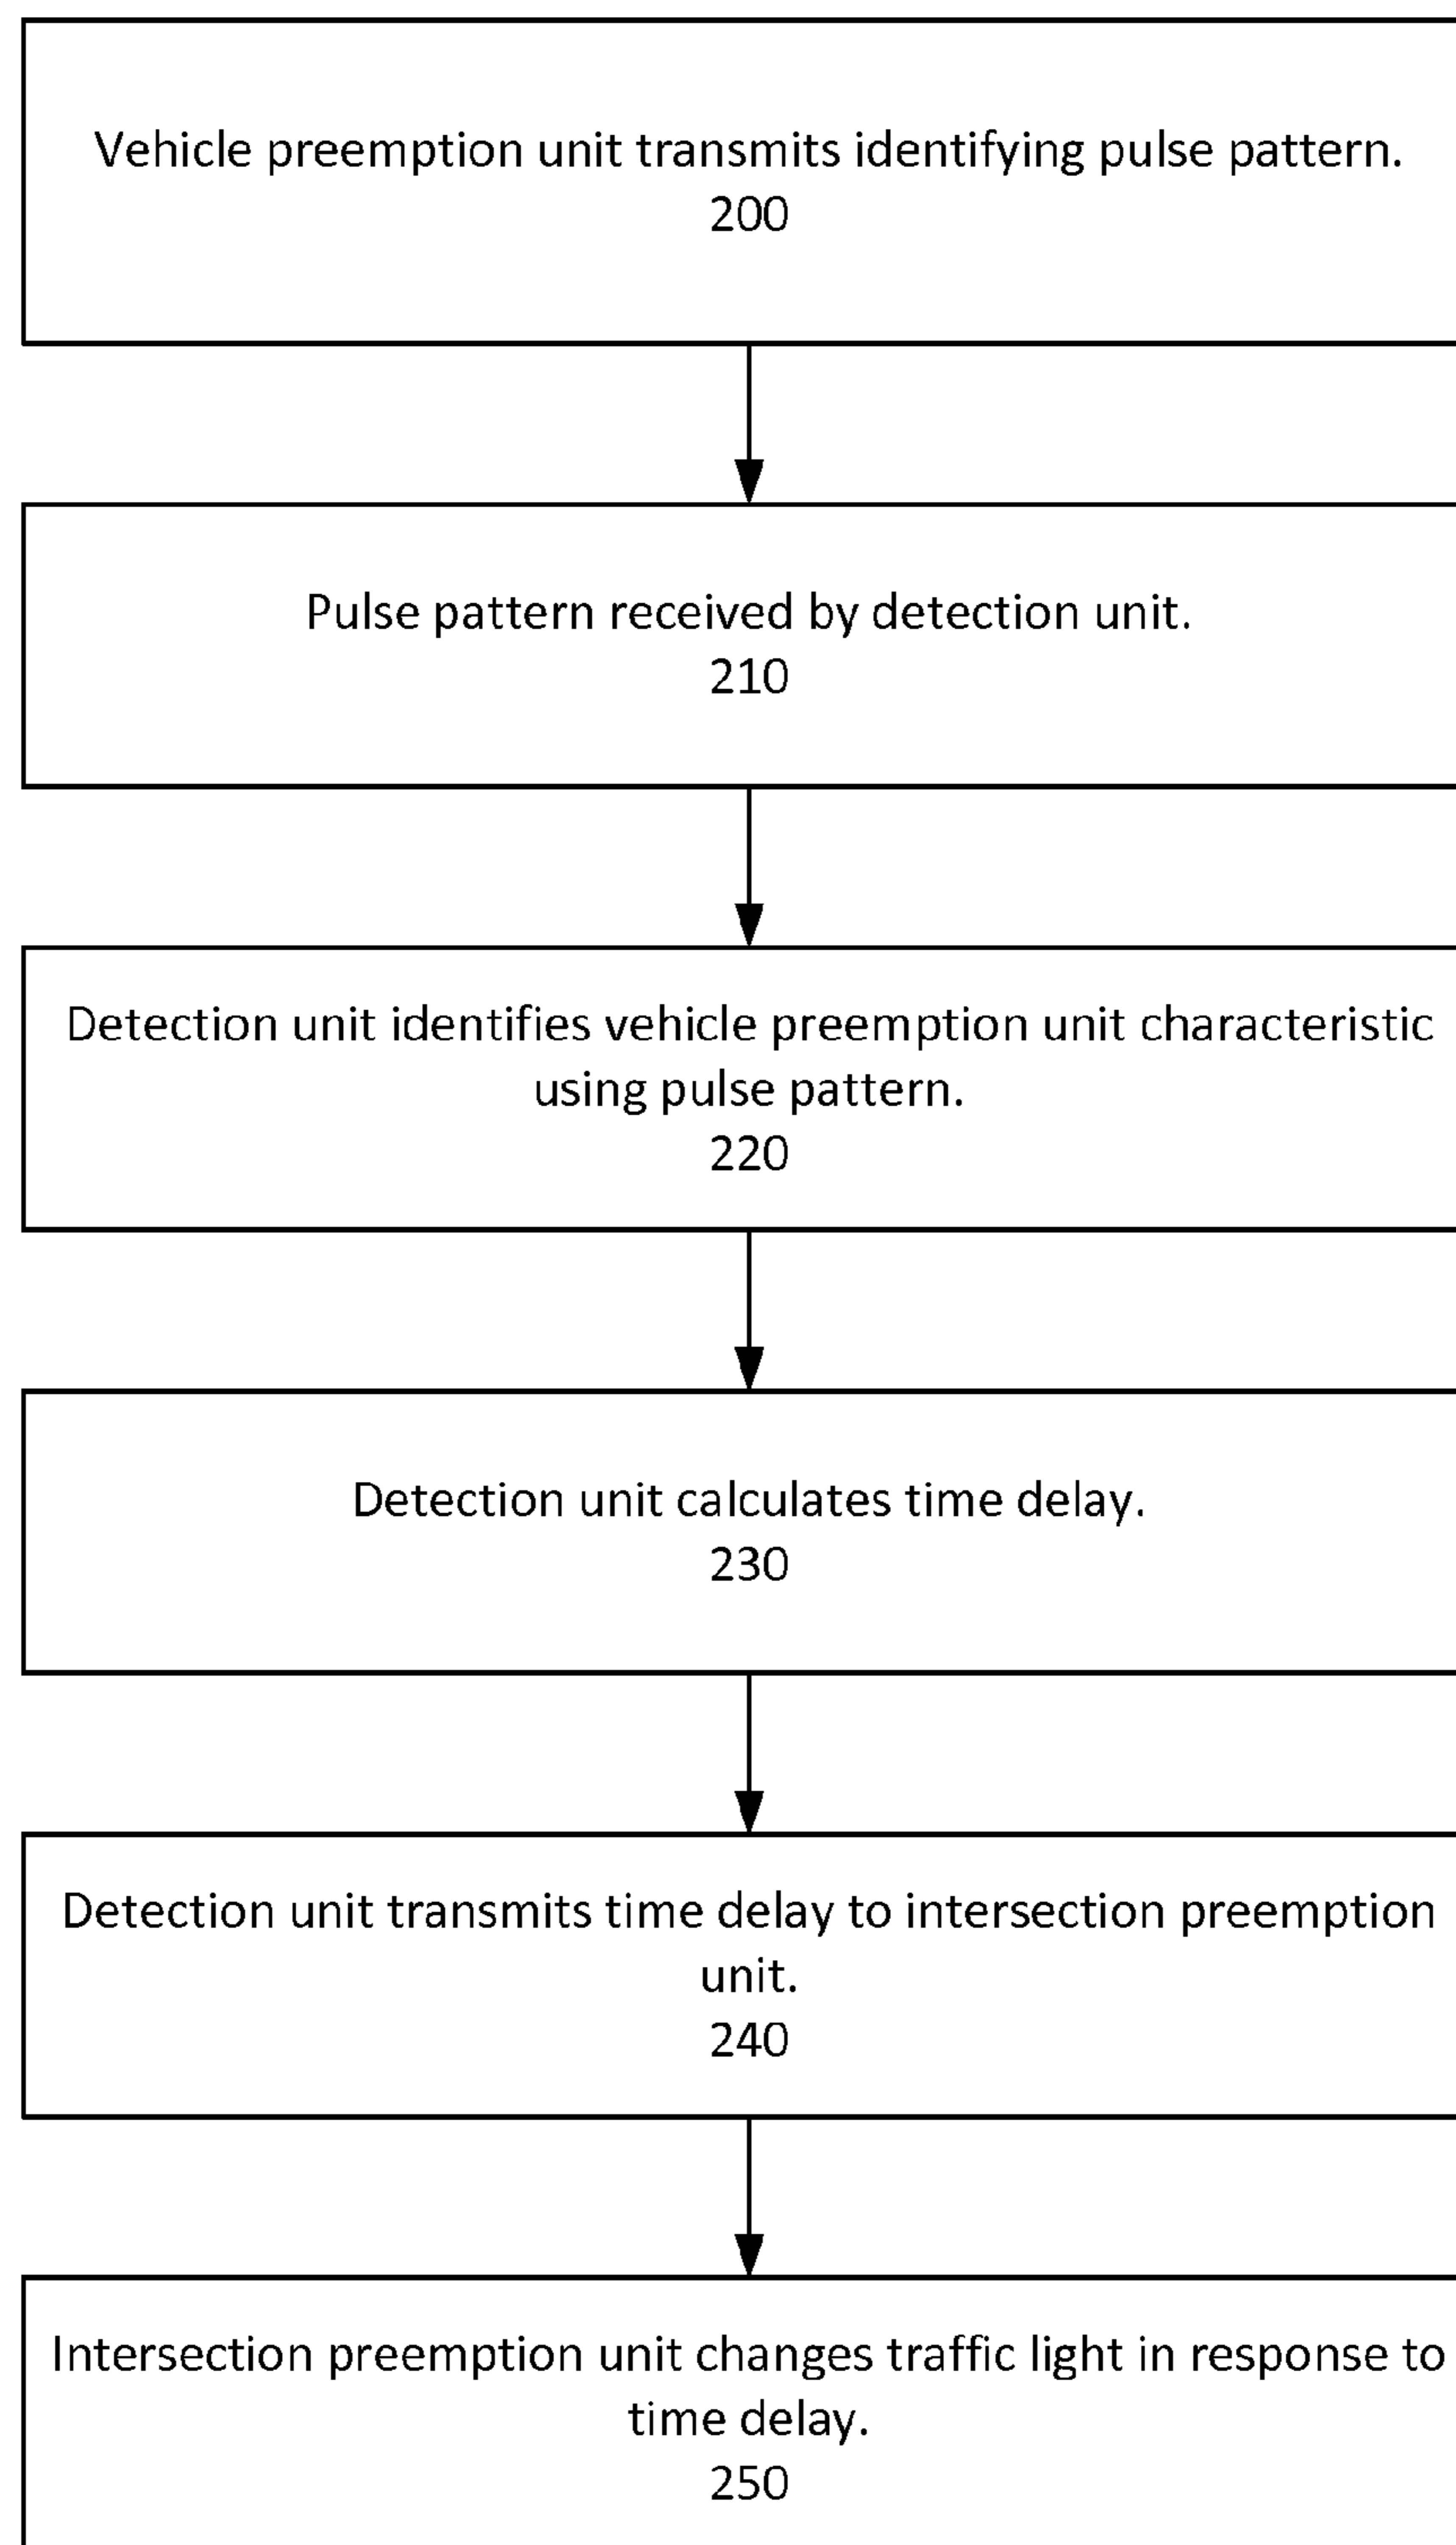 Vehicle preemption unit transmits identifying pulse pattern.
200
Pulse pattern received by detection unit.
210
Detection unit identifies vehicle preemption unit characteristic
using pulse pattern.
220
Detection unit calculates time delay.
230
Detection unit transmits time delay to intersection preemption
unit.
240
Intersection preemption unit changes traffic light in response to
time delay.
250